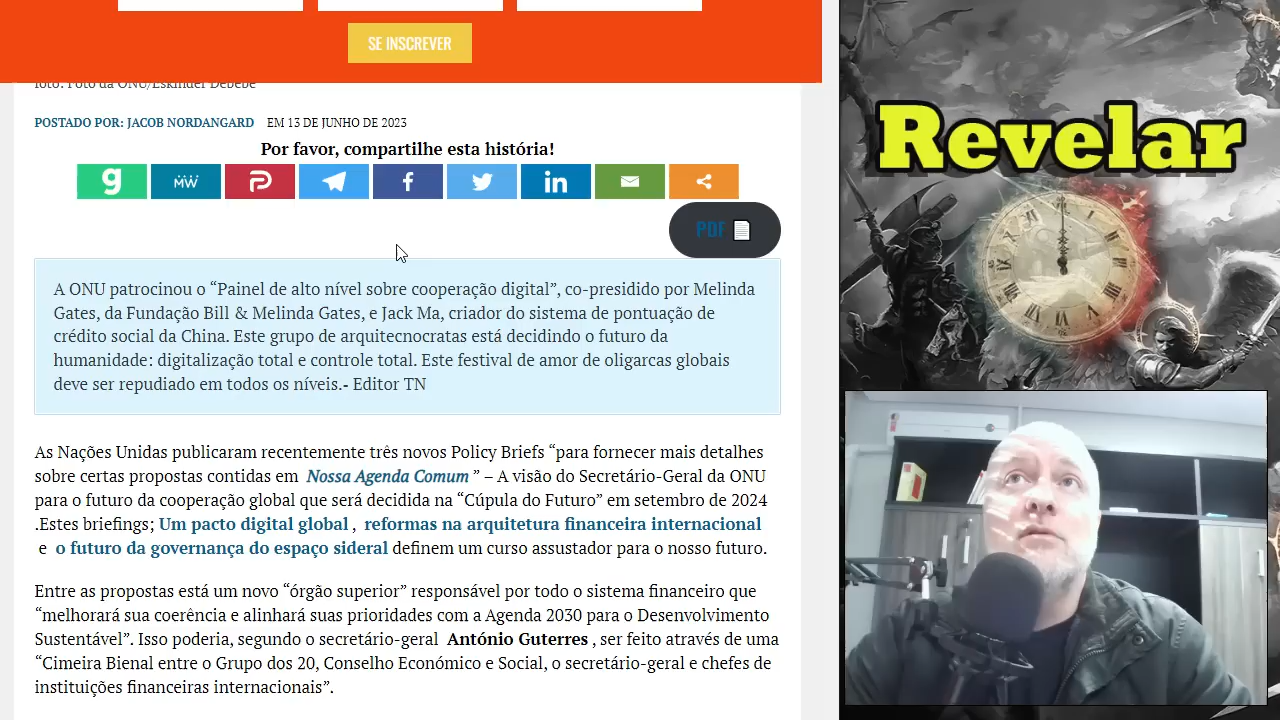 SE INSCREVER
foto: Foto da ONU/Eskinder Debebe
POSTADO POR: JACOB NORDANGARD EM 13 DE JUNHO DE 2023
Por favor, compartilhe esta história!
g MW P f in
PDF
A ONU patrocinou o “Painel de alto nível sobre cooperação digital”, co-presidido por Melinda
Gates, da Fundação Bill & Melinda Gates, e Jack Ma, criador do sistema de pontuação de
crédito social da China. Este grupo de arquitecnocratas está decidindo o futuro da
humanidade: digitalização total e controle total. Este festival de amor de oligarcas globais
deve ser repudiado em todos os níveis.- Editor TN
As Nações Unidas publicaram recentemente três novos Policy Briefs “para fornecer mais detalhes
sobre certas propostas contidas em Nossa Agenda Comum ” – A visão do Secretário-Geral da ONU
para o futuro da cooperação global que será decidida na “Cúpula do Futuro” em setembro de 2024
.Estes briefings; Um pacto digital global , reformas na arquitetura financeira internacional
e o futuro da governança do espaço sideral definem um curso assustador para o nosso futuro.
Entre as propostas está um novo “órgão superior” responsável por todo o sistema financeiro que
“melhorará sua coerência e alinhará suas prioridades com a Agenda 2030 para o Desenvolvimento
Sustentável”. Isso poderia, segundo o secretário-geral António Guterres , ser feito através de uma
“Cimeira Bienal entre o Grupo dos 20, Conselho Económico e Social, o secretário-geral e chefes de
instituições financeiras internacionais”.
Revelar